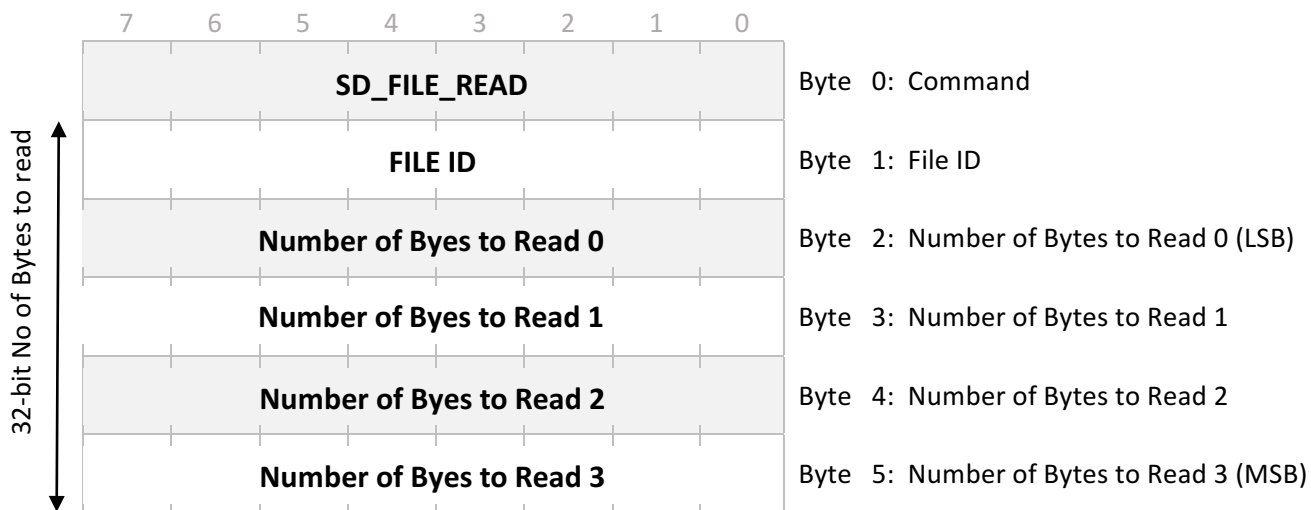 7 6 5 4 3 2 1 0
SD_FILE_READ Byte 0: Command
FILE ID Byte 1: File ID
Number of Byes to Read 0 Byte 2: Number of Bytes to Read 0 (LSB)
Number of Byes to Read 1 Byte 3: Number of Bytes to Read 1
Number of Byes to Read 2 Byte 4: Number of Bytes to Read 2
Number of Byes to Read 3 Byte 5: Number of Bytes to Read 3 (MSB)
32-bit No of Bytes to read